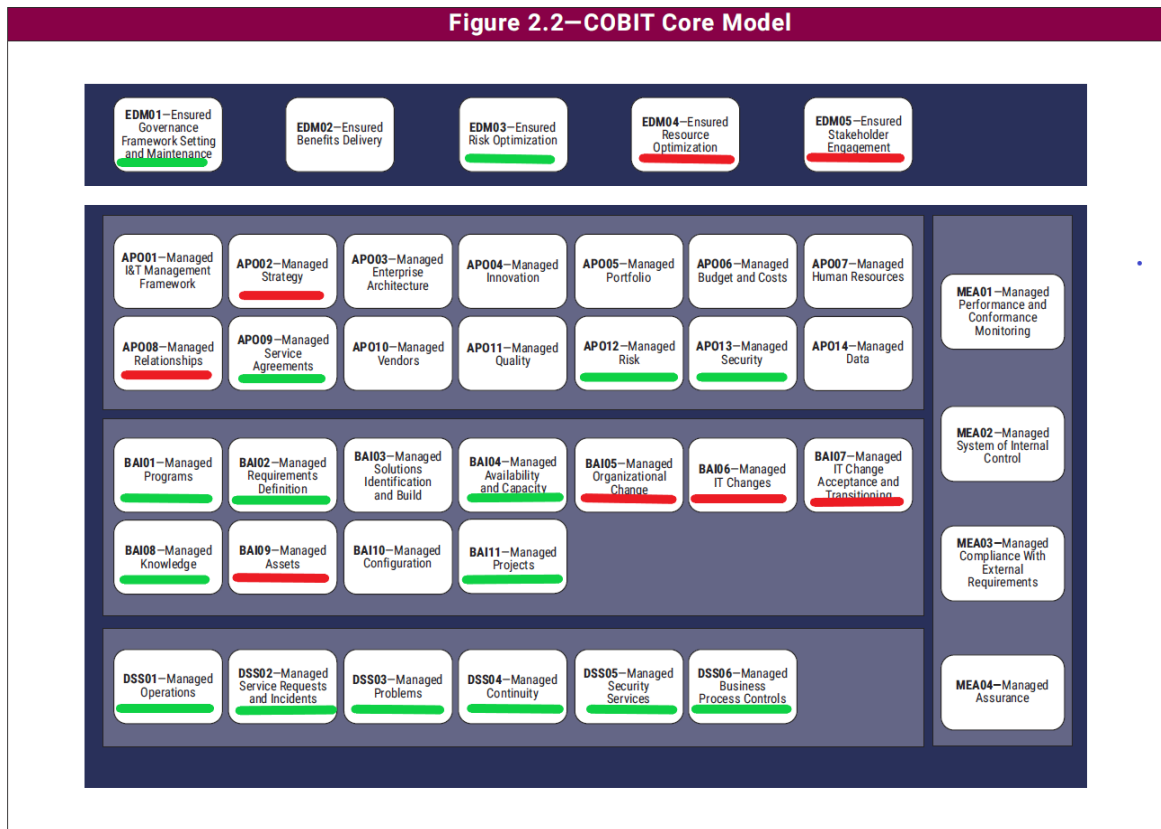 Figure 2.2—COBIT Core Model
EDM01—Ensured
Governance
Framework Setting
and Maintenance
EDM02—Ensured
Benefits Delivery
EDM03—Ensured
Risk Optimization
EDM04—Ensured
Resource
Optimization
EDM05—Ensured
Stakeholder
Engagement
APO01—Managed
I&T Management
Framework
APO02—Managed
Strategy
APO03—Managed
Enterprise
Architecture
APO04—Managed
Innovation
APO05—Managed
Portfolio
APO06—Managed
Budget and Costs
APO07—Managed
Human Resources
APO08—Managed
Relationships
APO09—Managed
Service
Agreements
APO10—Managed
Vendors
APO11—Managed
Quality
APO12—Managed
Risk
APO13—Managed
Security
APO14—Managed
Data
BAI01—Managed
Programs
BAI02—Managed
Requirements
Definition
BAI03—Managed
Solutions
Identification
and Build
BAI04—Managed
Availability
and Capacity
BAI05—Managed
Organizational
Change
BAI06—Managed
IT Changes
BAI07—Managed
IT Change
Acceptance and
Transitioning
BAI08—Managed
Knowledge
BAI09—Managed
Assets
BAI10—Managed
Configuration
BAI11—Managed
Projects
DSS01—Managed
Operations
DSS02—Managed
Service Requests
and Incidents
DSS03—Managed
Problems
DSS04—Managed
Continuity
DSS05—Managed
Security
Services
DSS06—Managed
Business
Process Controls
MEA01—Managed
Performance and
Conformance
Monitoring
MEA02—Managed
System of Internal
Control
MEA03—Managed
Compliance With
External
Requirements
MEA04—Managed
Assurance